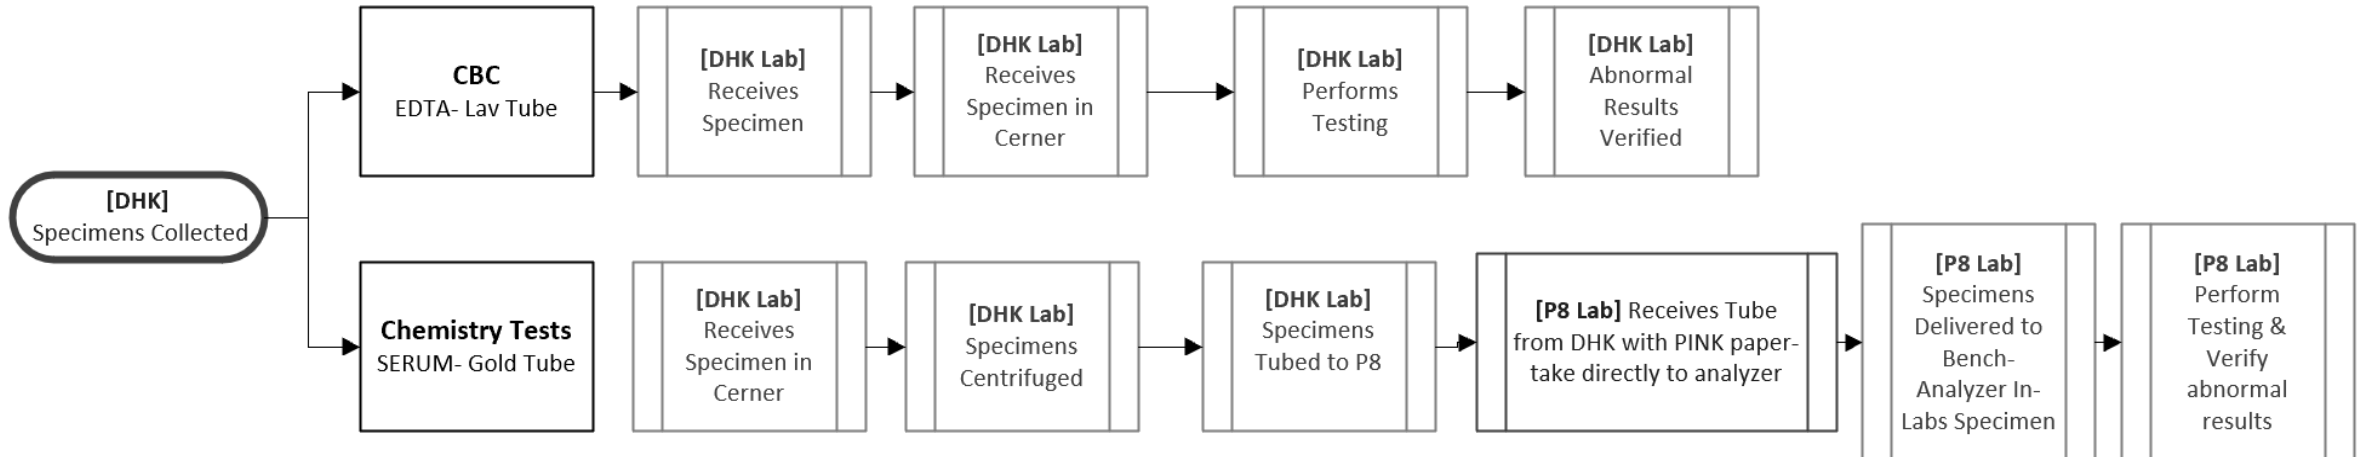 [DHK]
Specimens Collected
CBC
EDTA- Lav Tube
[DHK Lab]
Receives
Specimen
[DHK Lab]
Receives
Specimen in
Cerner
[DHK Lab]
Performs
Testing
[DHK Lab]
Abnormal
Results
Verified
Chemistry Tests
SERUM- Gold Tube
[DHK Lab]
Receives
Specimen in
Cerner
[DHK Lab]
Specimens
Centrifuged
[DHK Lab]
Specimens
Tubed to P8
[P8 Lab] Receives Tube
from DHK with PINK paper-
take directly to analyzer
[P8 Lab]
Specimens
Delivered to
Bench-
Analyzer In-
Labs Specimen
[P8 Lab]
Perform
Testing &
Verify
abnormal
results